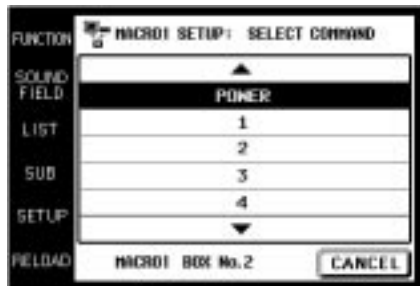 FUNCTION
MACRO1 SETUP: SELECT COMMAND
SOUND
FIELD
POWER
LIST
1
2
SUB
3
4
SETUP
RELOAD
MACRO1 BOX No.2
CANCEL